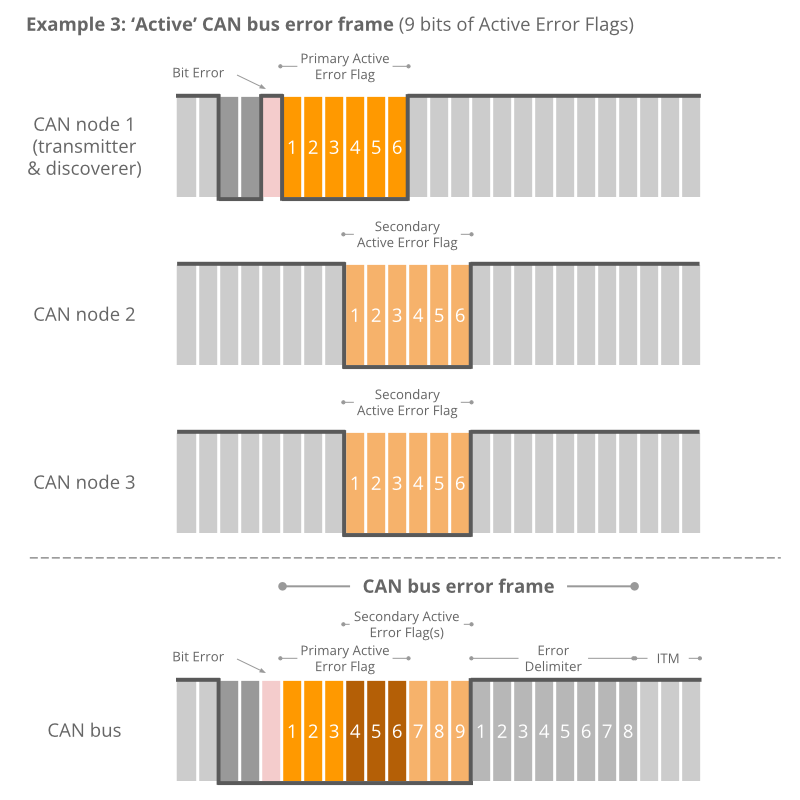 Example 3: ‘Active’ CAN bus error frame (9 bits of Active Error Flags)
Primary Active
Error Flag
Bit Error
CAN node 1
(transmitter
& discoverer)
1 2 3 4 5 6
Secondary
Active Error Flag
CAN node 2
1 2 3 4 5 6
Secondary
Active Error Flag
CAN node 3
1 2 3 4 5 6
CAN bus error frame
Secondary Active
Error Flag(s)
Bit Error
Primary Active
Error Flag
Error
Delimiter
ITM
CAN bus
1 2 3 4 5 6 7 8 9 1 2 3 4 5 6 7 8